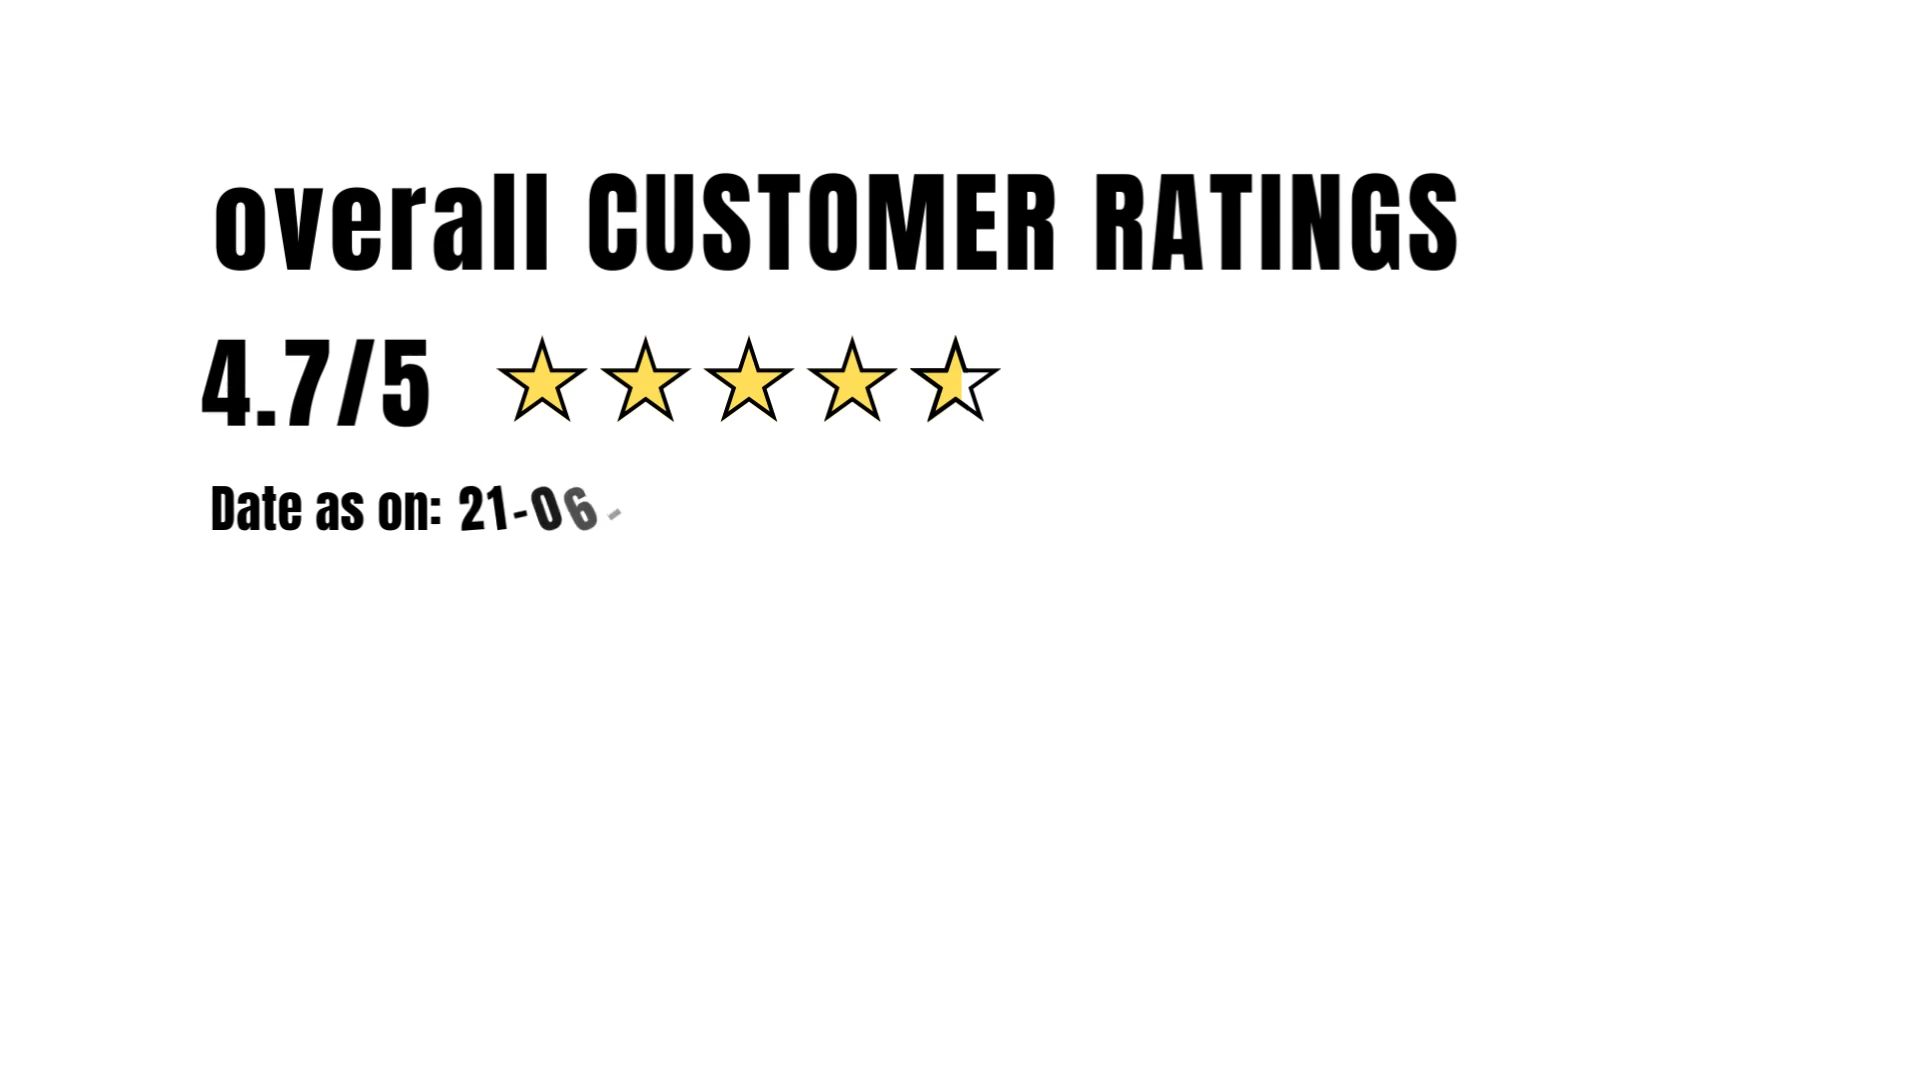 overall CUSTOMER RATINGS
4.7/5
Date as on: 21-06-